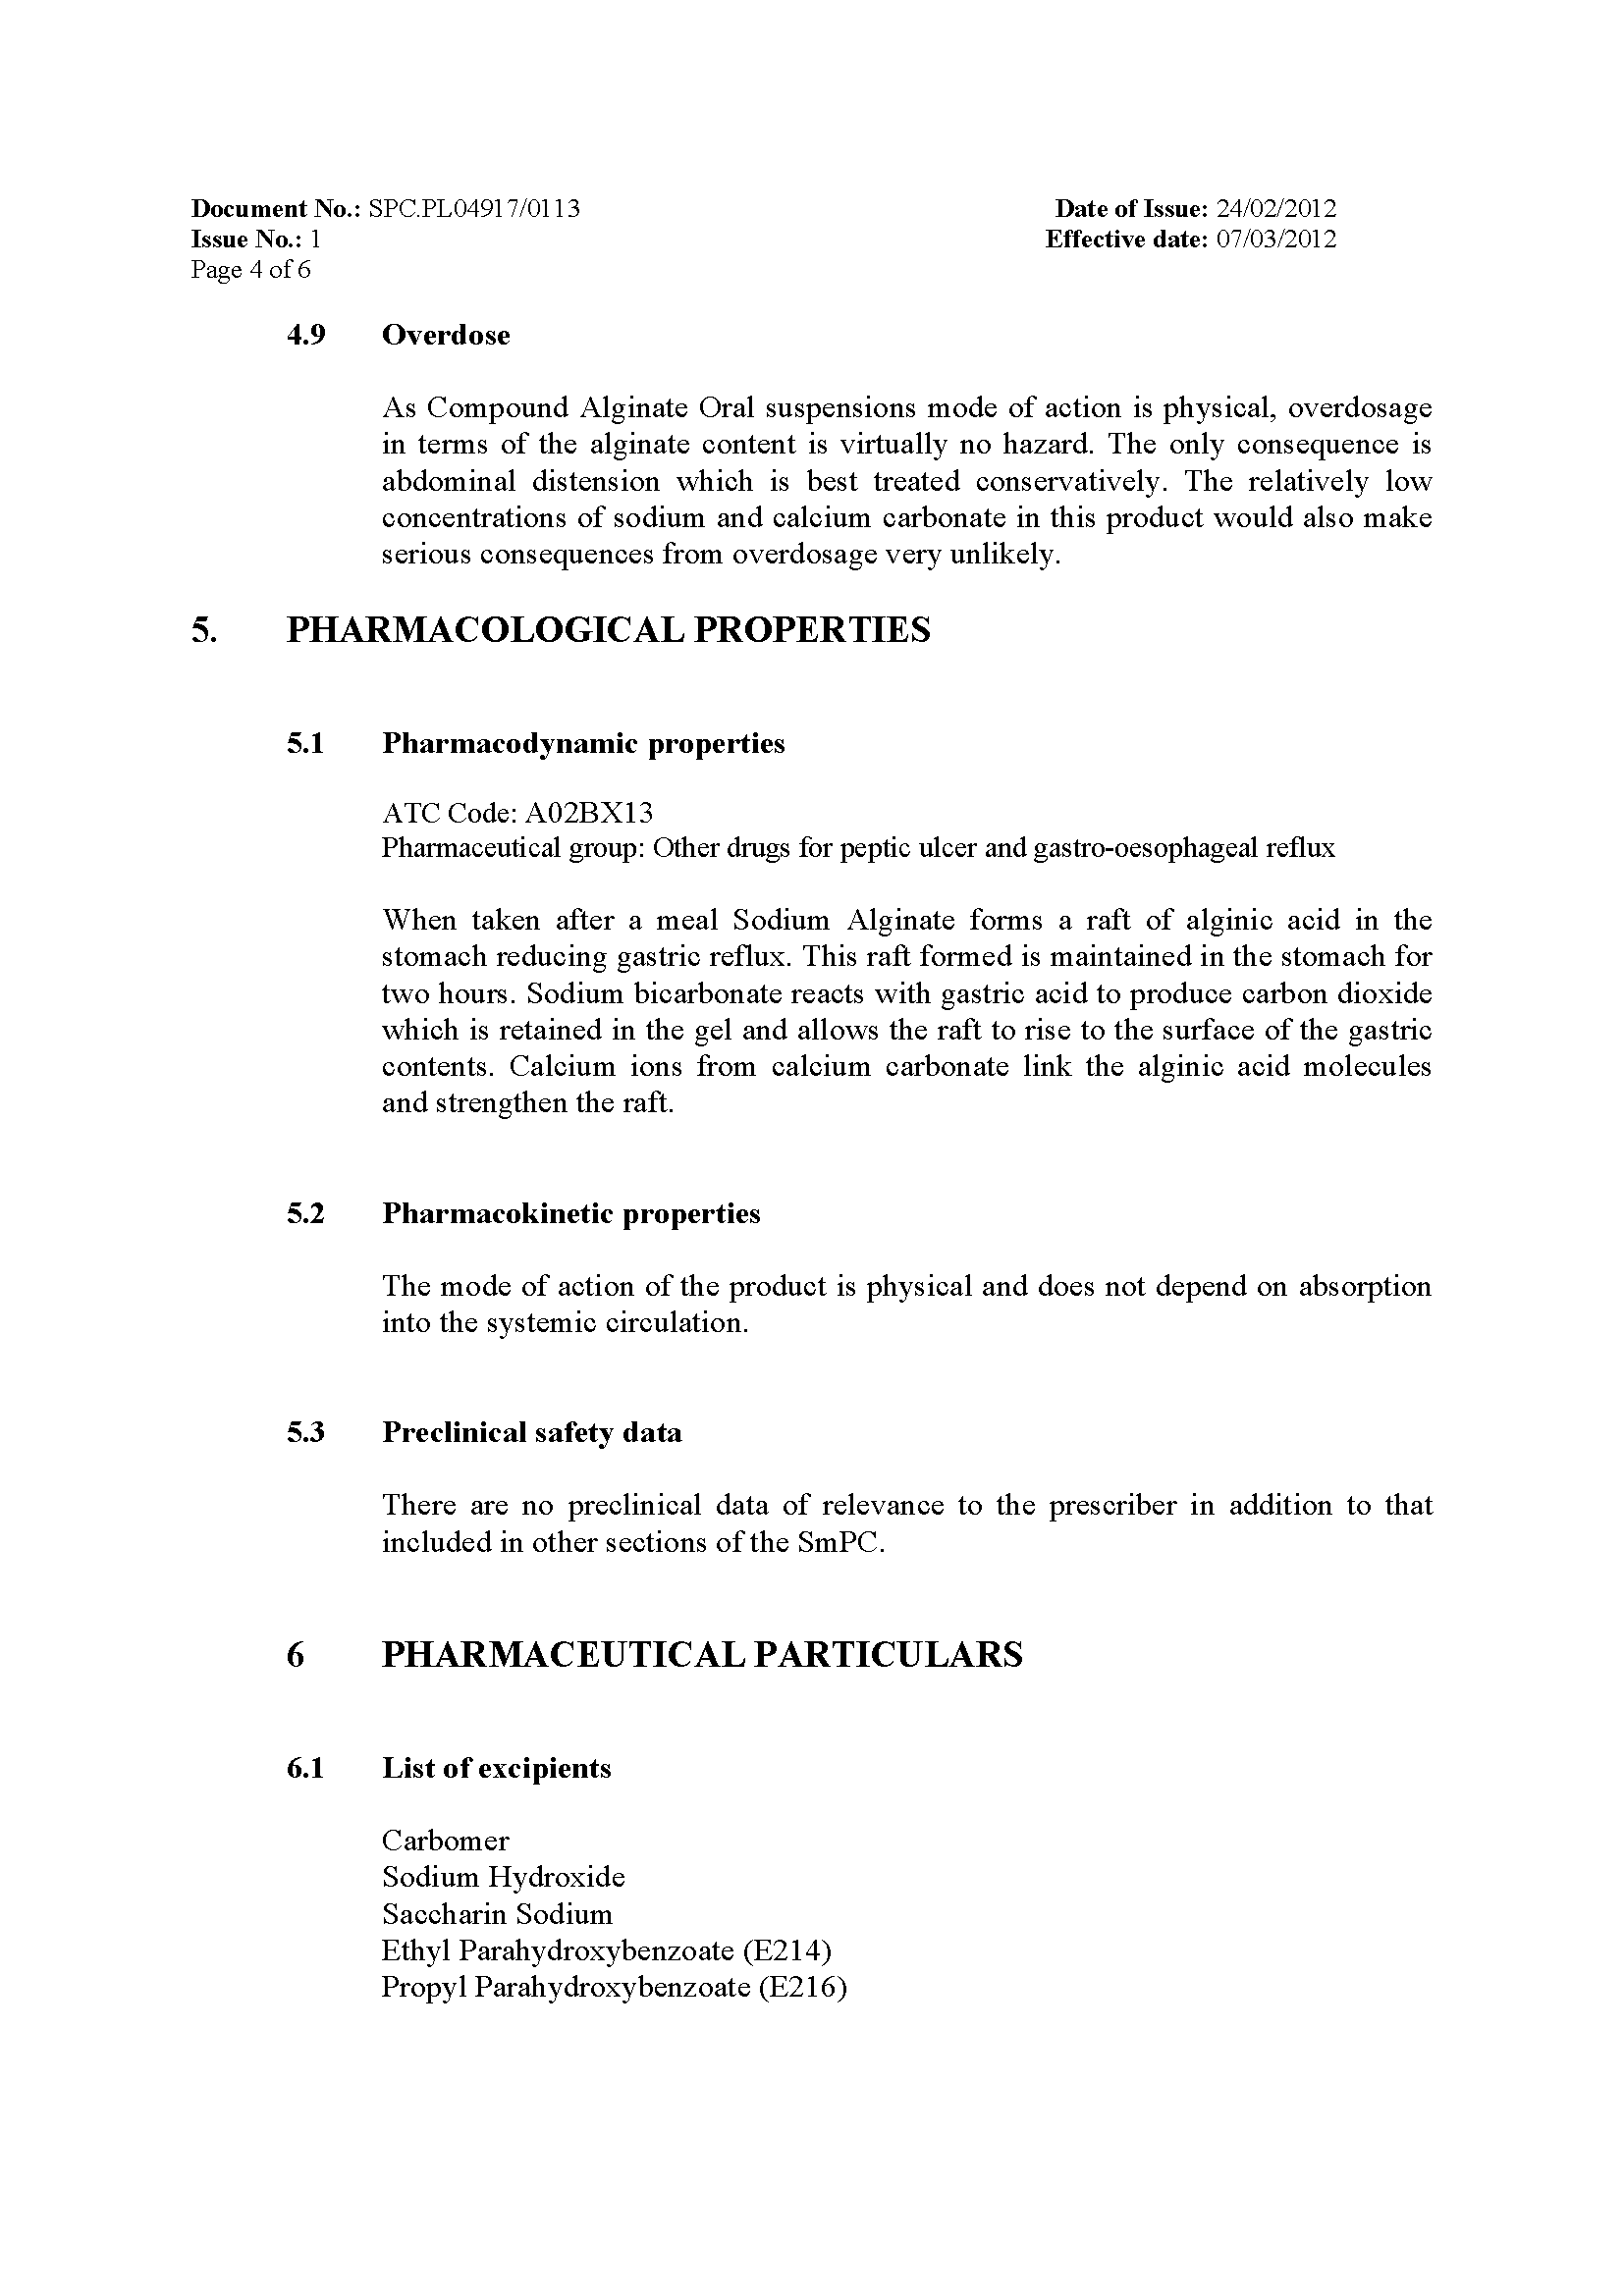 Document No.: SPC.PL04917/0113 Date of Issue: 24/02/2012
Issue No.: 1 Effective date: 07/03/2012
Page 4 of 6
4.9 Overdose
As Compound Alginate Oral suspensions mode of action is physical, overdosage
in terms of the alginate content is virtually no hazard. The only consequence is
abdominal distension which is best treated conservatively. The relatively low
concentrations of sodium and calcium carbonate in this product would also make
serious consequences from overdosage very unlikely.
5. PHARMACOLOGICAL PROPERTIES
5.1 Pharmacodynamic properties
ATC Code: A02BX13
Pharmaceutical group: Other drugs for peptic ulcer and gastro-oesophageal reflux
When taken after a meal Sodium Alginate forms a raft of alginic acid in the
stomach reducing gastric reflux. This raft formed is maintained in the stomach for
two hours. Sodium bicarbonate reacts with gastric acid to produce carbon dioxide
which is retained in the gel and allows the raft to rise to the surface of the gastric
contents. Calcium ions from calcium carbonate link the alginic acid molecules
and strengthen the raft.
5.2 Pharmacokinetic properties
The mode of action of the product is physical and does not depend on absorption
into the systemic circulation.
5.3 Preclinical safety data
There are no preclinical data of relevance to the prescriber in addition to that
included in other sections of the SmPC.
6 PHARMACEUTICAL PARTICULARS
6.1 List of excipients
Carbomer
Sodium Hydroxide
Saccharin Sodium
Ethyl Parahydroxybenzoate (E214)
Propyl Parahydroxybenzoate (E216)